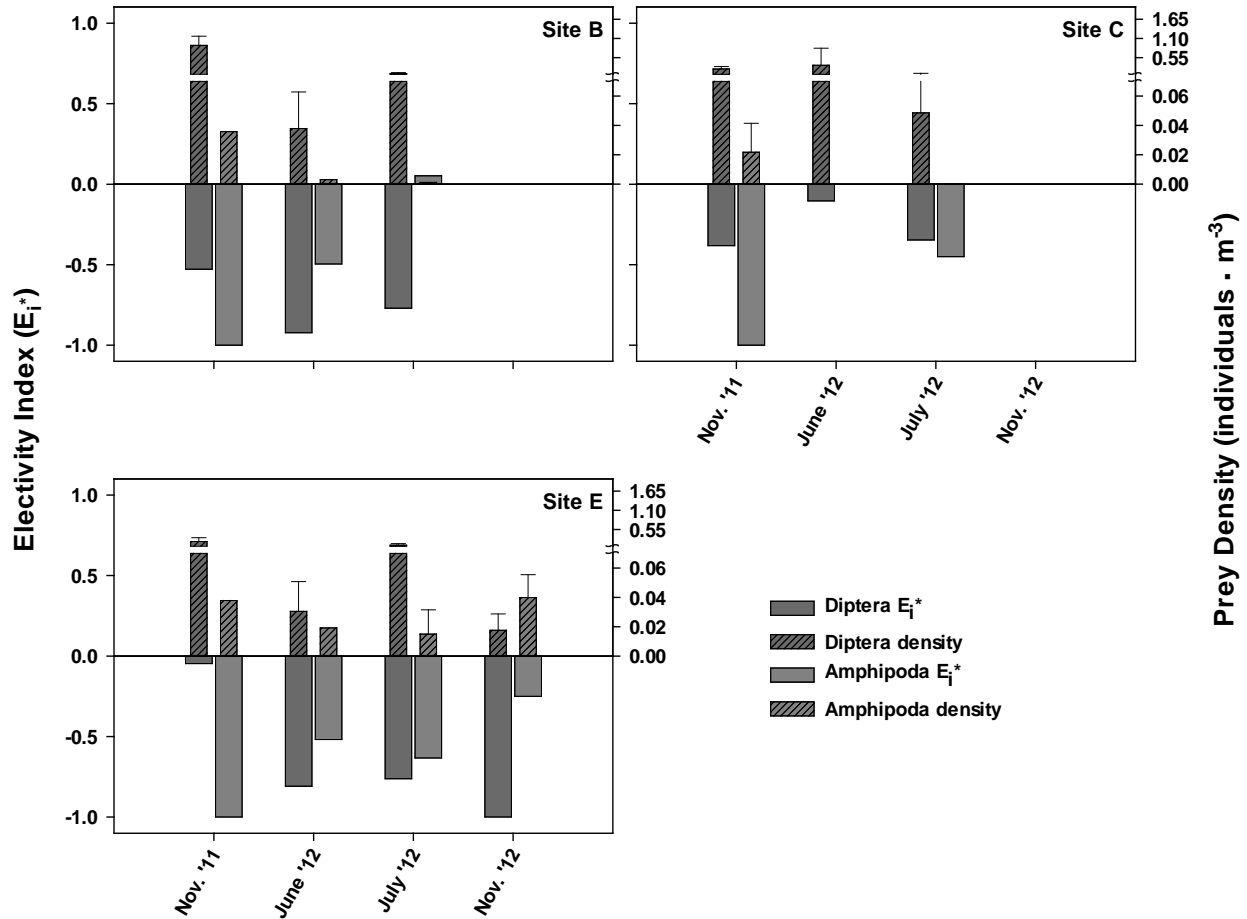 Electivity Index (Ei*)
1.0
0.5
0.0
-0.5
-1.0
Site B
Site C
1.65
1.10
0.55
0.06
0.04
0.02
0.00
Nov. '11
June '12
July '12
Nov. '12
Prey Density (individuals · m-3)
1.0
0.5
0.0
-0.5
-1.0
Site E
1.65
1.10
0.55
0.06
0.04
0.02
0.00
Nov. '11
June '12
July '12
Nov. '12
Diptera Ei*
Diptera density
Amphipoda Ei*
Amphipoda density